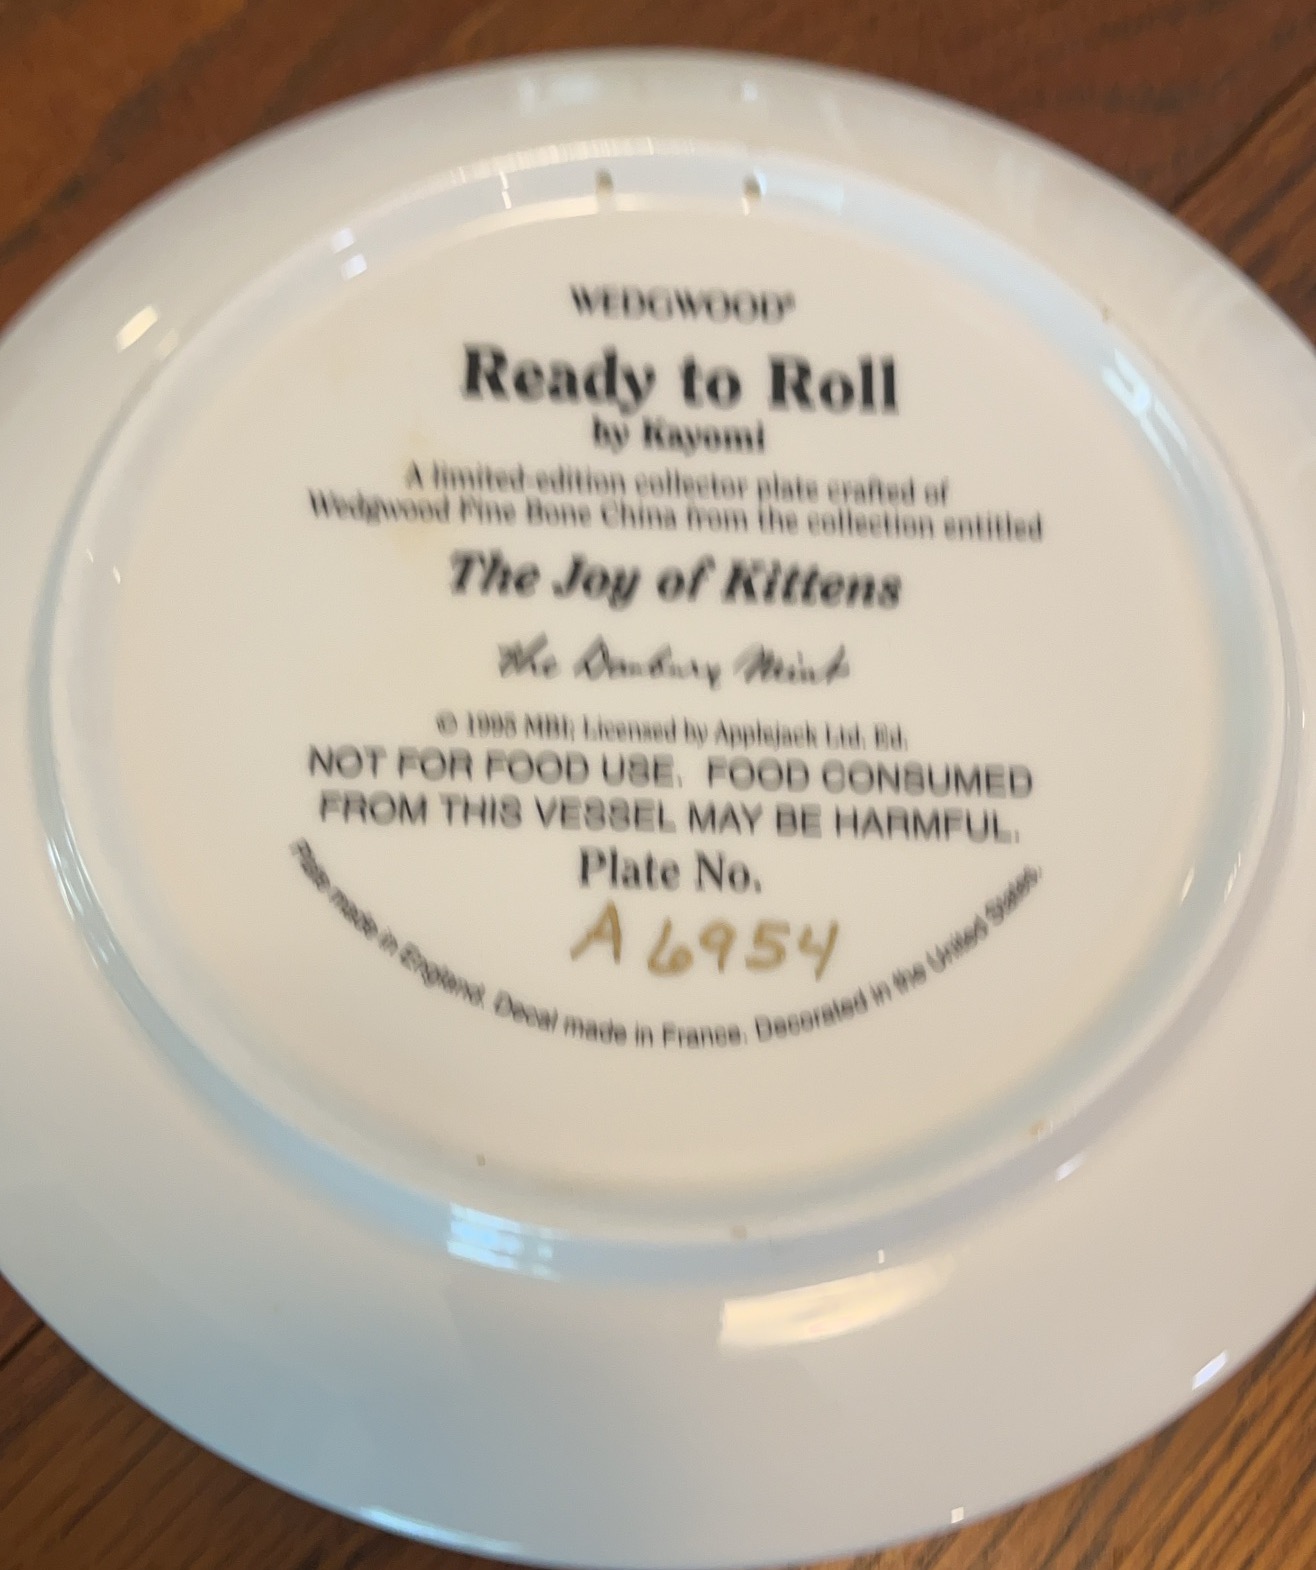 WEDGWOOD®
Ready to Roll
by Kayomi
A limited-edition collector plate crafted of
Wedgwood Fine Bone China from the collection entitled
The Joy of Kittens
the Danbury Mint
© 1995 MBI; Licensed by Applejack Ltd. Ed.
NOT FOR FOOD USE. FOOD CONSUMED
FROM THIS VESSEL MAY BE HARMFUL.
Plate No.
A6954
Plate made in England. Decal made in France. Decorated in the United States.